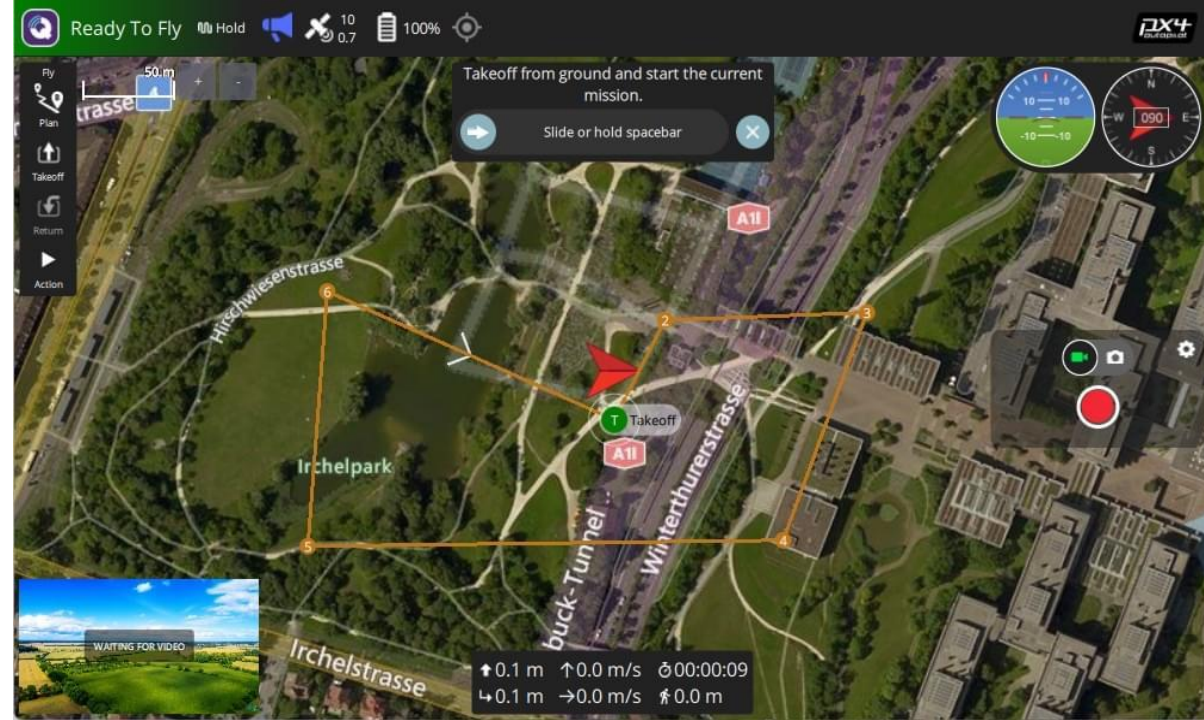 Ready To Fly
Hold
10
0.7
100%
px4
autopilot
Fly
Plan
Takeoff
Return
Action
50 m
+
-
Takeoff from ground and start the current
mission.
Slide or hold spacebar
10 10
-10 -10
N
W 090 E
S
A1l
Hirschwiesenstrasse
6
2
3
T Takeoff
A1l
Irchelpark
Winterthurerstrasse
5
4
buck-Tunnel
WAITING FOR VIDEO
Irchelstrasse
0.1 m 0.0 m/s 00:00:09
0.1 m 0.0 m/s 0.0 m